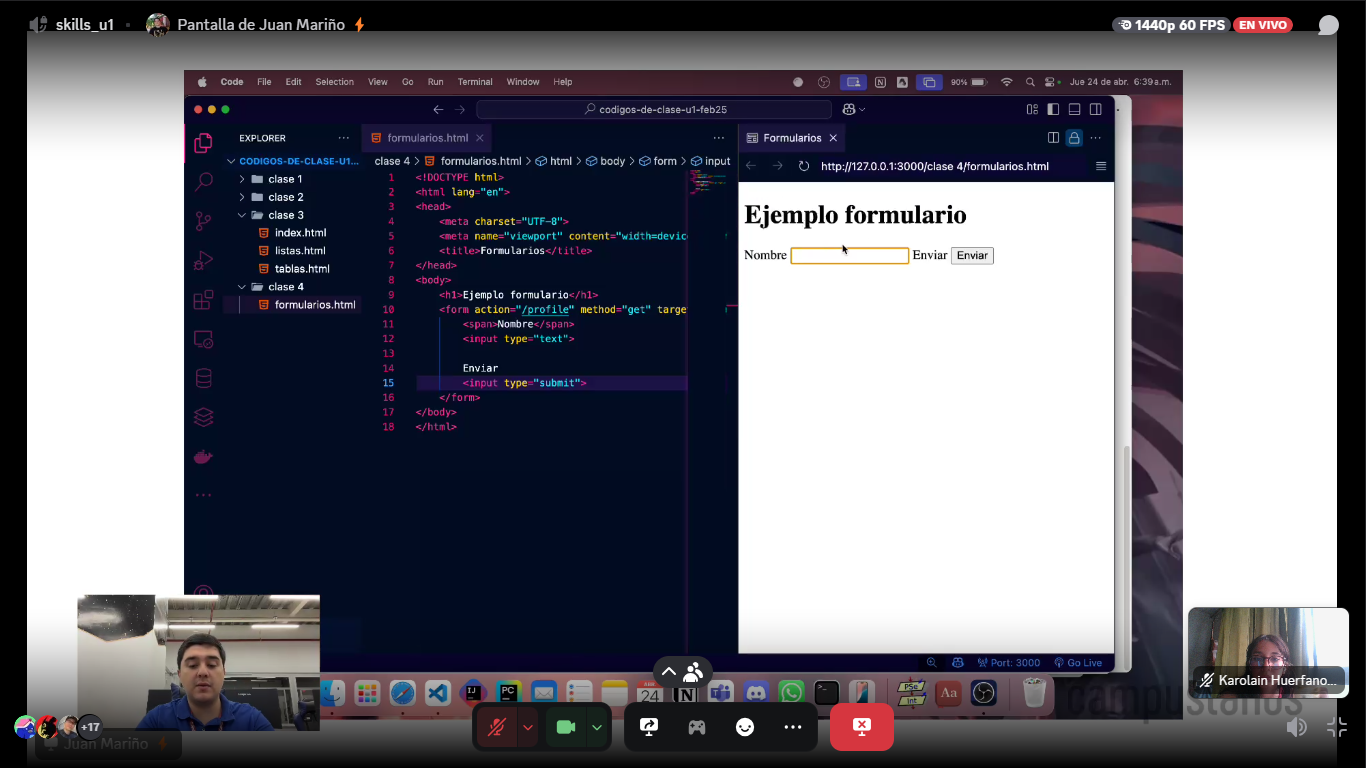 skills_u1
Pantalla de Juan Mariño
1440p 60 FPS
EN VIVO
Code File Edit Selection View Go Run Terminal Window Help
90%
Jue 24 de abr. 6:39 a.m.
codigos-de-clase-u1-feb25
EXPLORER
CODIGOS-DE-CLASE-U1...
clase 1
clase 2
clase 3
index.html
listas.html
tablas.html
clase 4
formularios.html
formularios.html
clase 4 > formularios.html > html > body > form > input
1 <!DOCTYPE html>
2 <html lang="en">
3 <head>
4 <meta charset="UTF-8">
5 <meta name="viewport" content="width=devic
6 <title>Formularios</title>
7 </head>
8 <body>
9 <h1>Ejemplo formulario</h1>
10 <form action="/profile" method="get" targe
11 <span>Nombre</span>
12 <input type="text">
13
14 Enviar
15 <input type="submit">
16 </form>
17 </body>
18 </html>
Formularios
http://127.0.0.1:3000/clase 4/formularios.html
Ejemplo formulario
Nombre Enviar Enviar
Port: 3000
Go Live
24
Karolain Huerfano...
+17
Juan Mariño